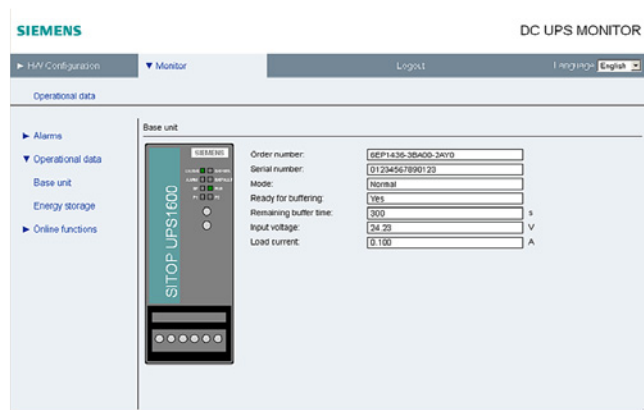 SIEMENS
DC UPS MONITOR
► H/W Configuration
▼ Monitor
Logout
Language English
Operational data
► Alarms
▼ Operational data
Base unit
Energy storage
► Online functions
Base unit
SIEMENS
SITOP UPS1600
Order number: 6EP1436-3BA00-2AY0
Serial number: 01234567890123
Mode: Normal
Ready for buffering: Yes
Remaining buffer time: 300 s
Input voltage: 24.23 V
Load current: 0.100 A